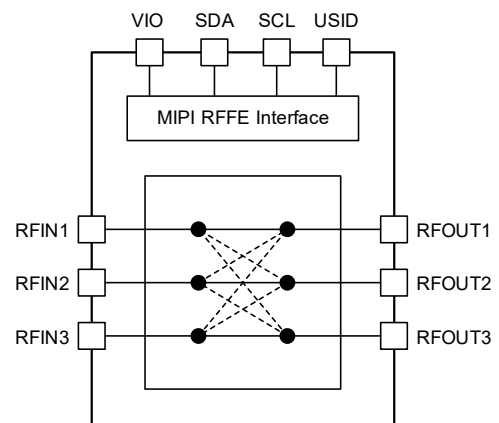 VIO SDA SCL USID
MIPI RFFE Interface
RFIN1 RFOUT1
RFIN2 RFOUT2
RFIN3 RFOUT3